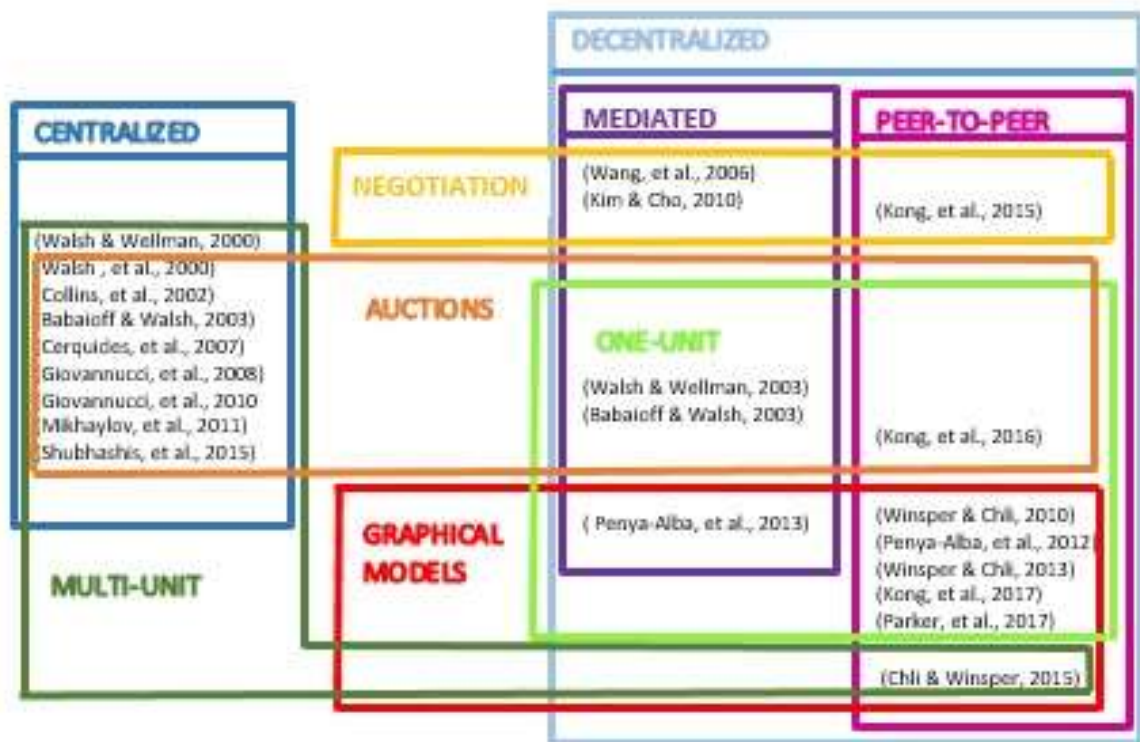 DECENTRALIZED
CENTRALIZED
MEDIATED
PEER-TO-PEER
NEGOTIATION
(Wang, et al., 2006)
(Kim & Cho, 2010)
(Kong, et al., 2015)
(Walsh & Wellman, 2000)
(Walsh , et al., 2000)
Collins, et al., 2002)
Babaioff & Walsh, 2003)
Cerquides, et al., 2007)
Giovannucci, et al., 2008)
Giovannucci, et al., 2010
(Mikhaylov, et al., 2011)
Shubhashis, et al., 2015)
AUCTIONS
ONE-UNIT
(Walsh & Wellman, 2003)
(Babaioff & Walsh, 2003)
(Kong, et al., 2016)
GRAPHICAL
MODELS
( Penya-Alba, et al., 2013)
(Winsper & Chli, 2010)
(Penya-Alba, et al., 2012)
(Winsper & Chli, 2013)
(Kong, et al., 2017)
(Parker, et al., 2017)
MULTI-UNIT
(Chli & Winsper, 2015)